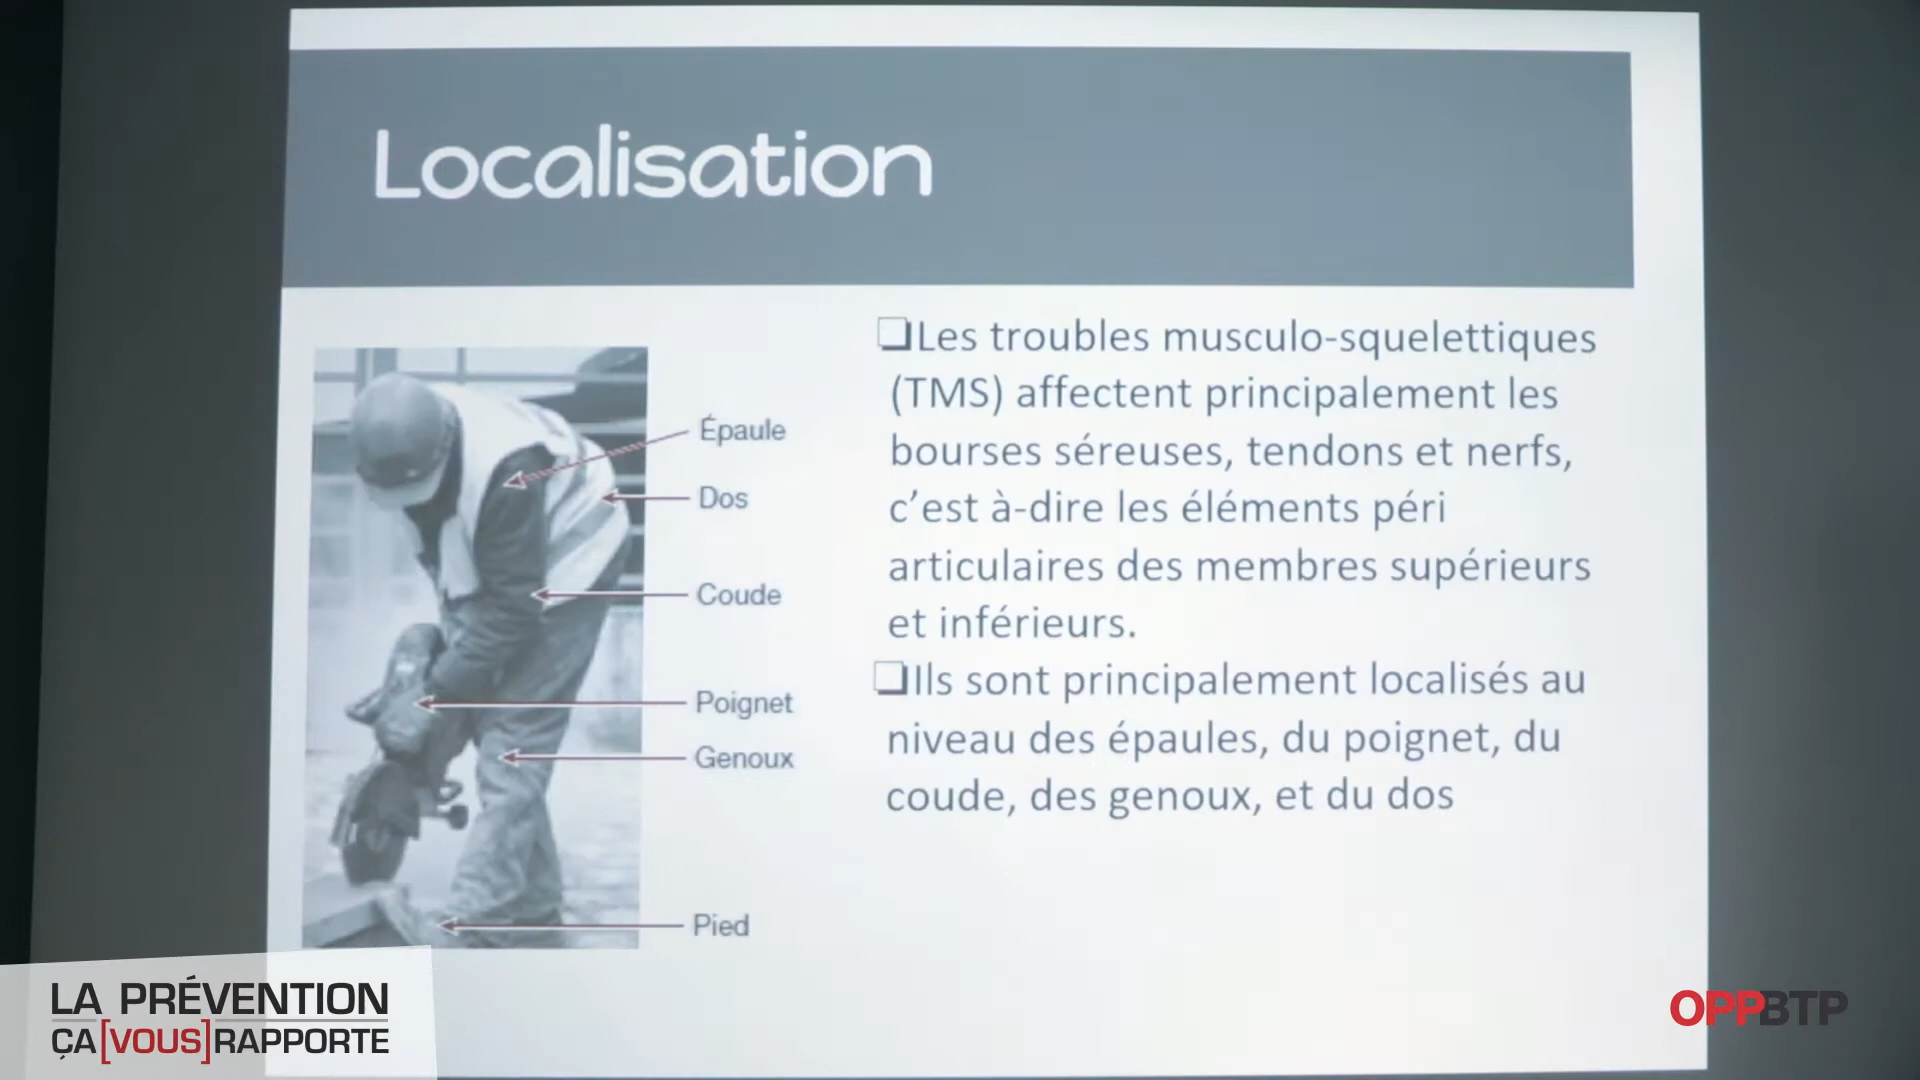 Localisation
Épaule
Dos
Coude
Poignet
Genoux
Pied
❑Les troubles musculo-squelettiques
(TMS) affectent principalement les
bourses séreuses, tendons et nerfs,
c’est à-dire les éléments péri
articulaires des membres supérieurs
et inférieurs.
❑Ils sont principalement localisés au
niveau des épaules, du poignet, du
coude, des genoux, et du dos
LA PRÉVENTION
ÇA[VOUS]RAPPORTE
OPPBTP